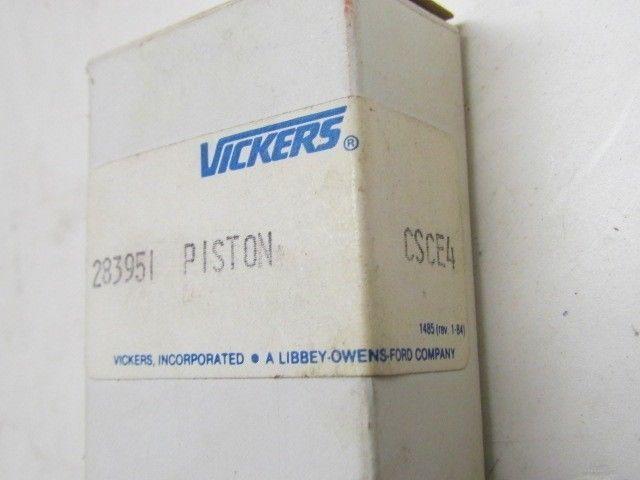 VICKERS®
283951 PISTON CSCE4
1485 (rev. 1-84)
VICKERS, INCORPORATED ● A LIBBEY-OWENS-FORD COMPANY